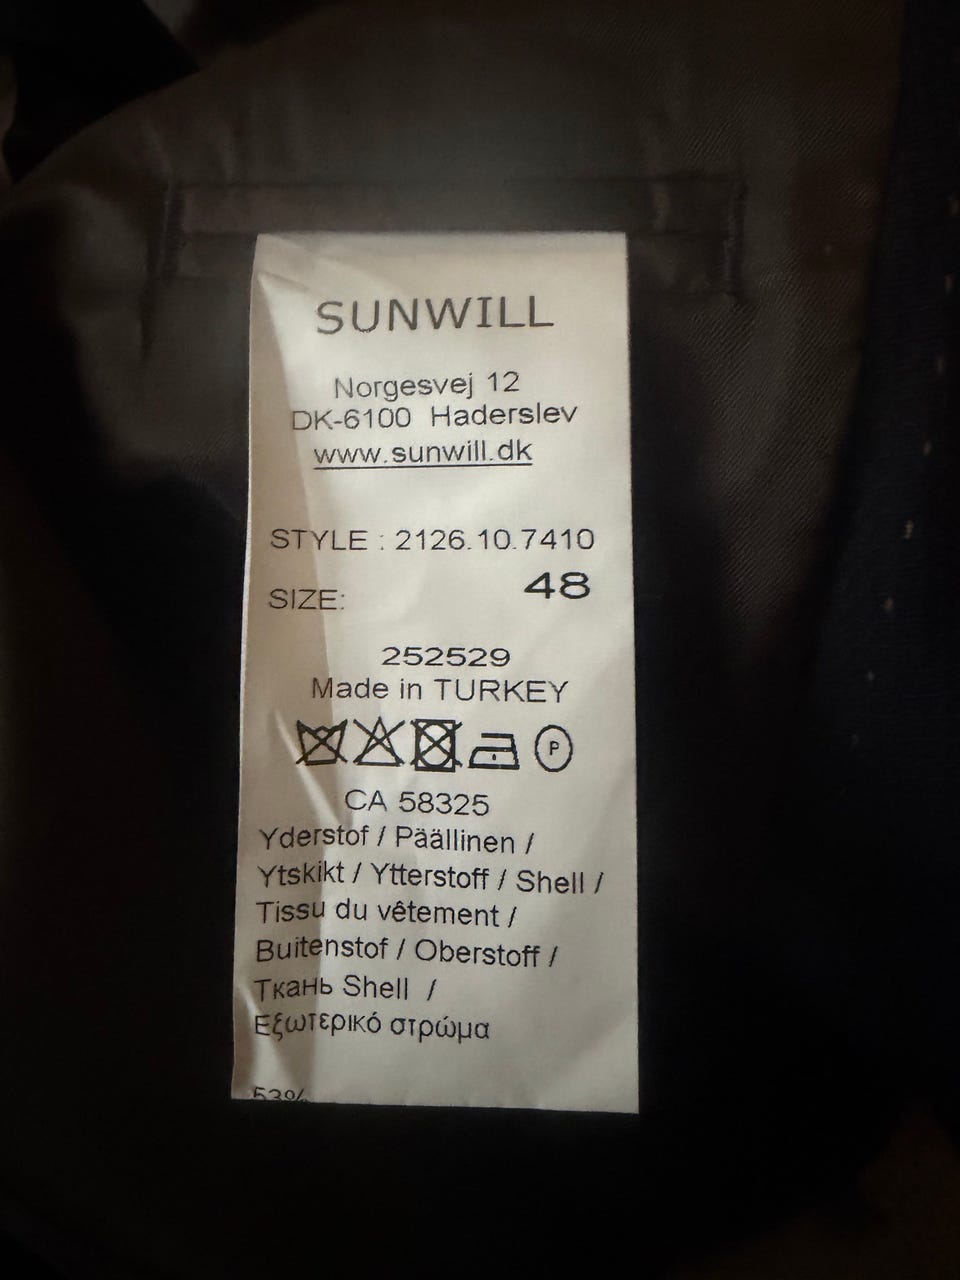 SUNWILL
Norgesvej 12
DK-6100 Haderslev
www.sunwill.dk
STYLE : 2126.10.7410
SIZE: 48
252529
Made in TURKEY
P
CA 58325
Yderstof / Päällinen /
Ytskikt / Ytterstoff / Shell /
Tissu du vêtement /
Buitenstof / Oberstoff /
Ткань Shell /
Εξωτερικό στρώμα